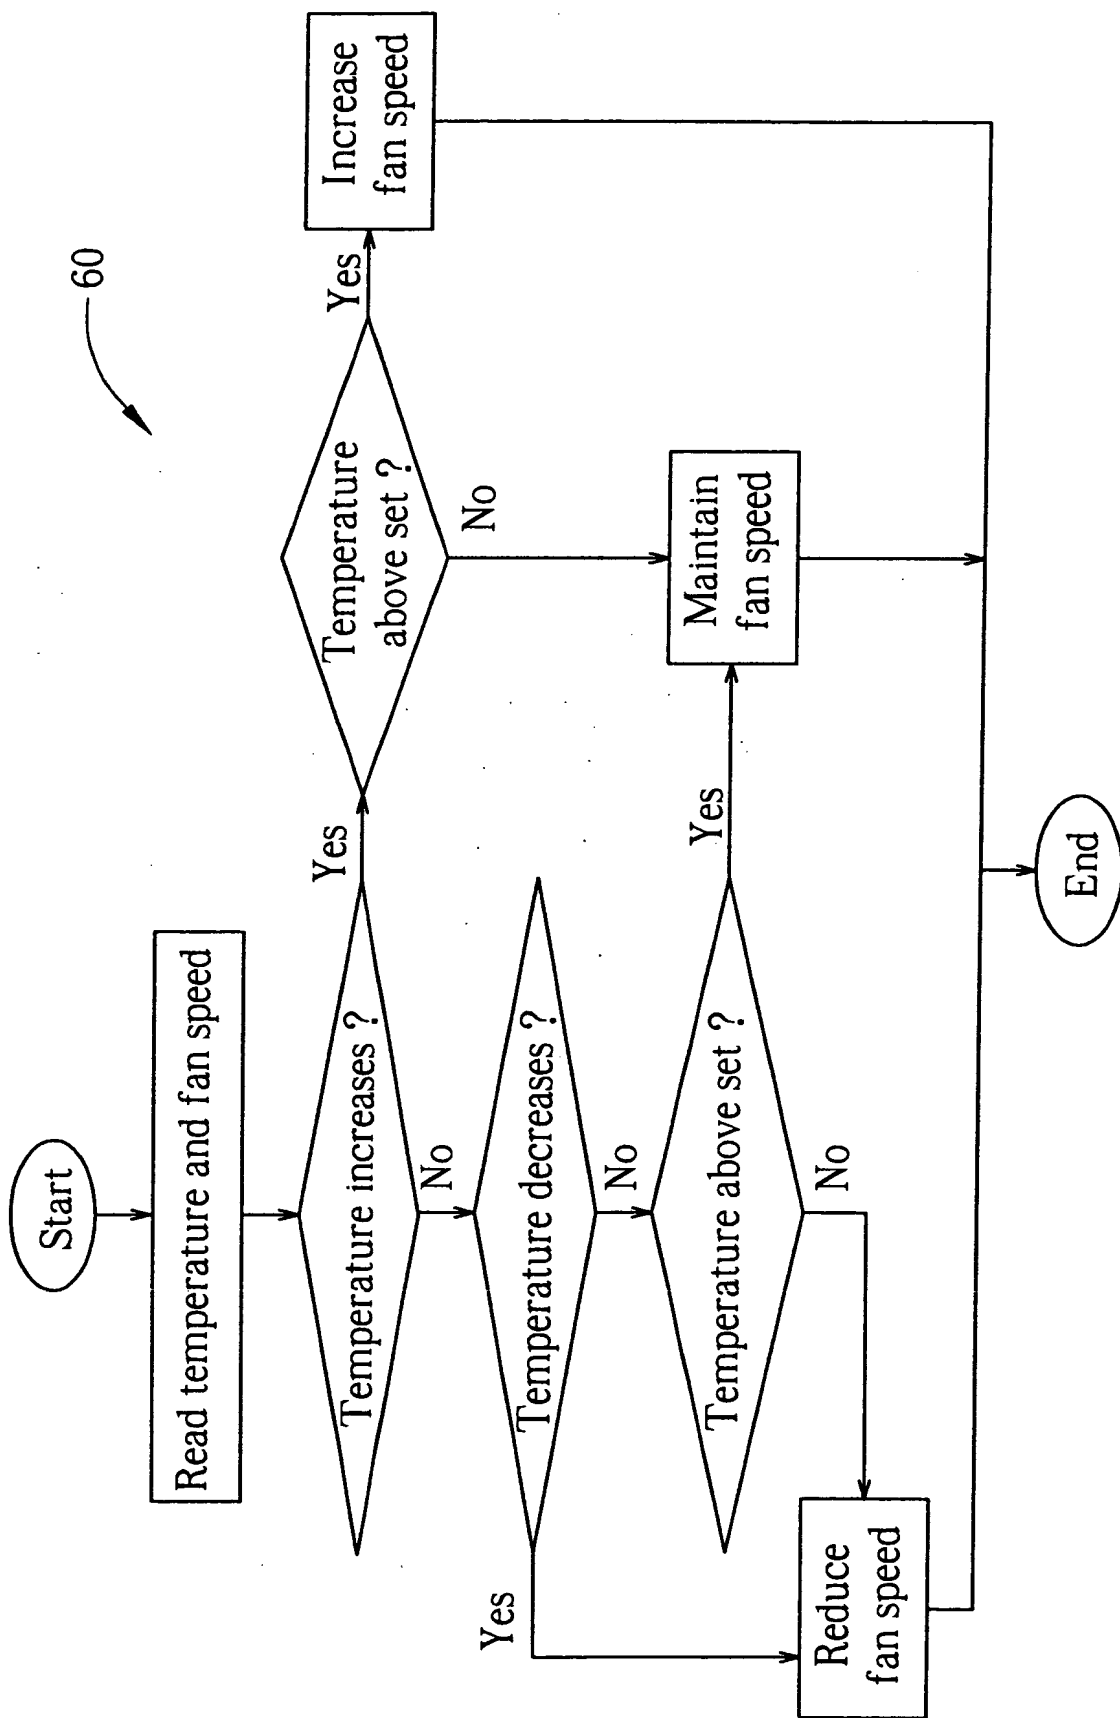 60
Start
Read temperature and fan speed
Temperature increases ?
Yes
Temperature
above set ?
Yes
Increase
fan speed
No
No
Temperature decreases ?
Yes
No
Temperature above set ?
Yes
Maintain
fan speed
No
Reduce
fan speed
End